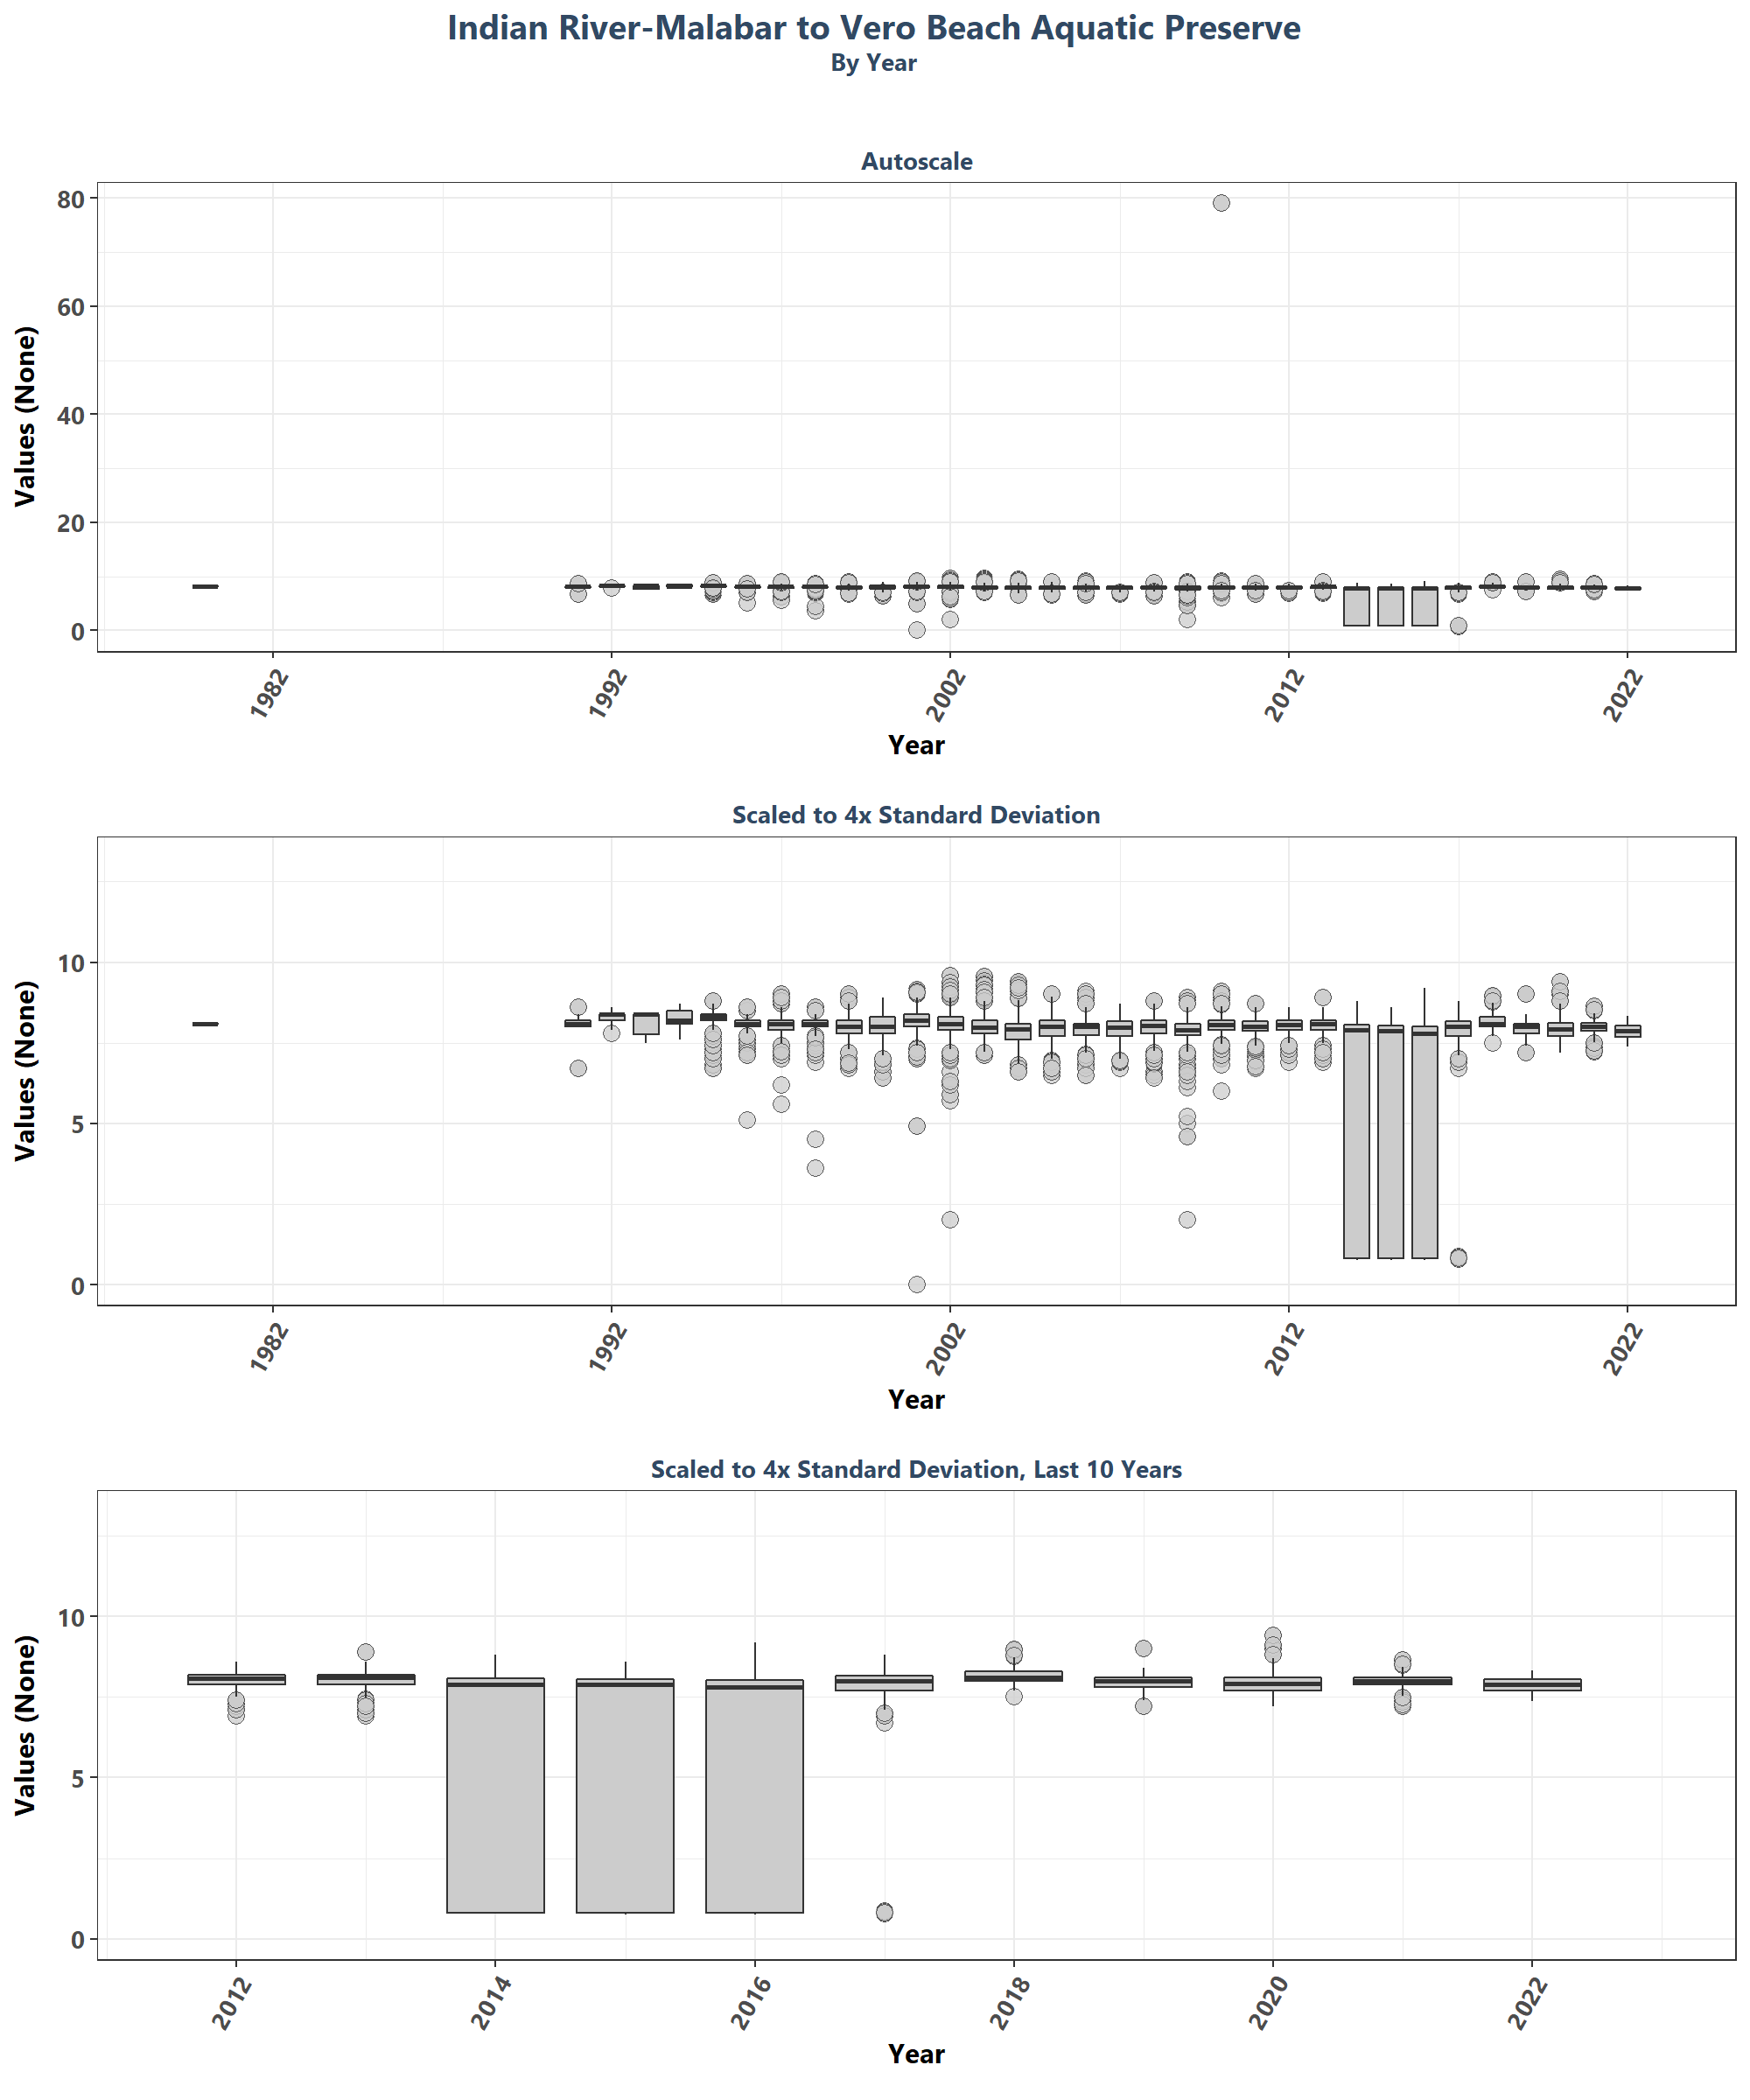 Indian River-Malabar to Vero Beach Aquatic Preserve
By Year
Autoscale
Values (None)
80
60
40
20
0
1982
1992
2002
2012
2022
Year
Scaled to 4x Standard Deviation
Values (None)
10
5
0
1982
1992
2002
2012
2022
Year
Scaled to 4x Standard Deviation, Last 10 Years
Values (None)
10
5
0
2012
2014
2016
2018
2020
2022
Year